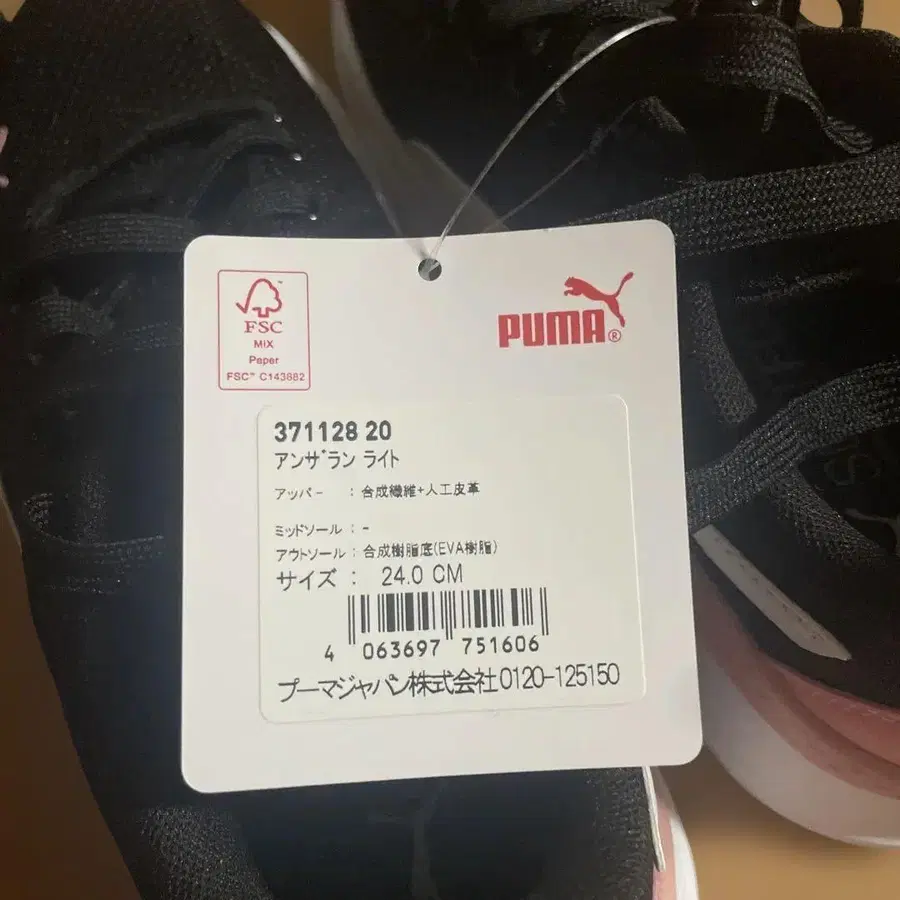 FSC
MIX
Paper
FSC™ C143882
PUMA®
371128 20
アンザラン ライト
アッパー : 合成繊維+人工皮革
ミッドソール : -
アウトソール : 合成樹脂底(EVA樹脂)
サイズ : 24.0 CM
4 063697 751606
プーマジャパン株式会社0120-125150